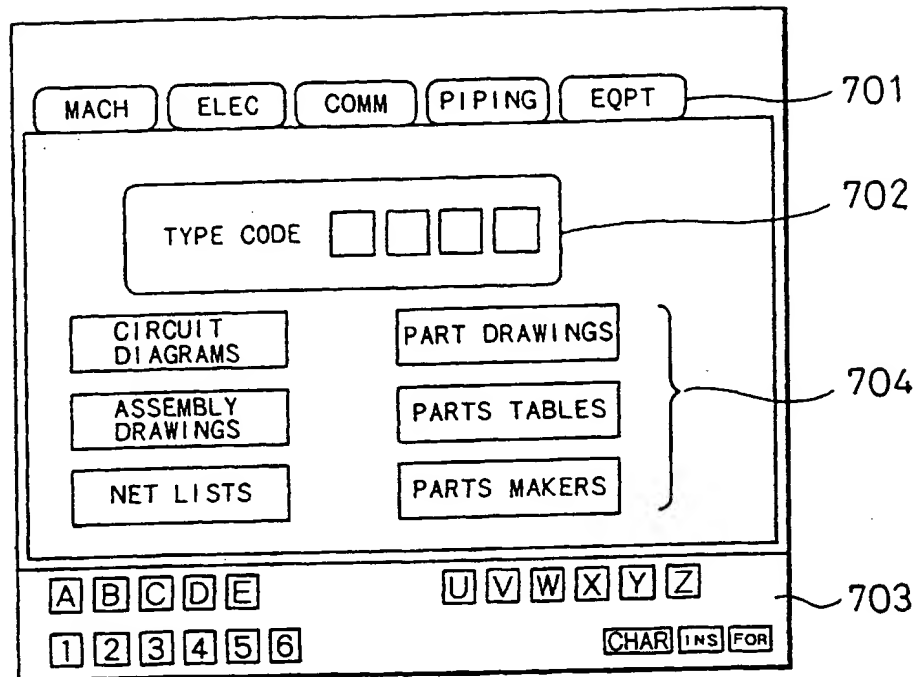 MACH ELEC COMM PIPING EQPT 701
TYPE CODE 702
CIRCUIT DIAGRAMS
PART DRAWINGS
704
ASSEMBLY DRAWINGS
PARTS TABLES
NET LISTS
PARTS MAKERS
A B C D E U V W X Y Z 703
1 2 3 4 5 6 CHAR INS FOR